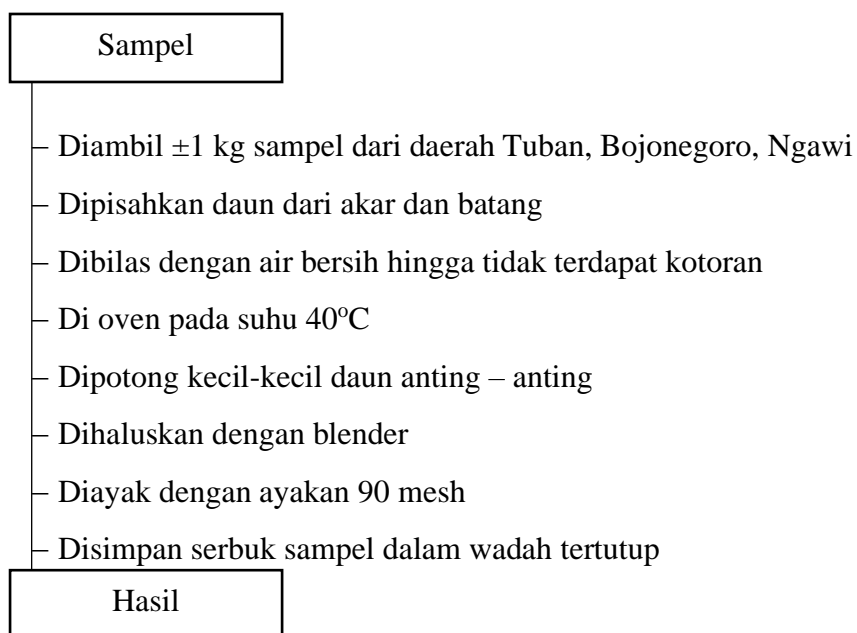 Sampel
– Diambil ±1 kg sampel dari daerah Tuban, Bojonegoro, Ngawi
– Dipisahkan daun dari akar dan batang
– Dibilas dengan air bersih hingga tidak terdapat kotoran
– Di oven pada suhu 40°C
– Dipotong kecil-kecil daun anting – anting
– Dihaluskan dengan blender
– Diayak dengan ayakan 90 mesh
– Disimpan serbuk sampel dalam wadah tertutup
Hasil